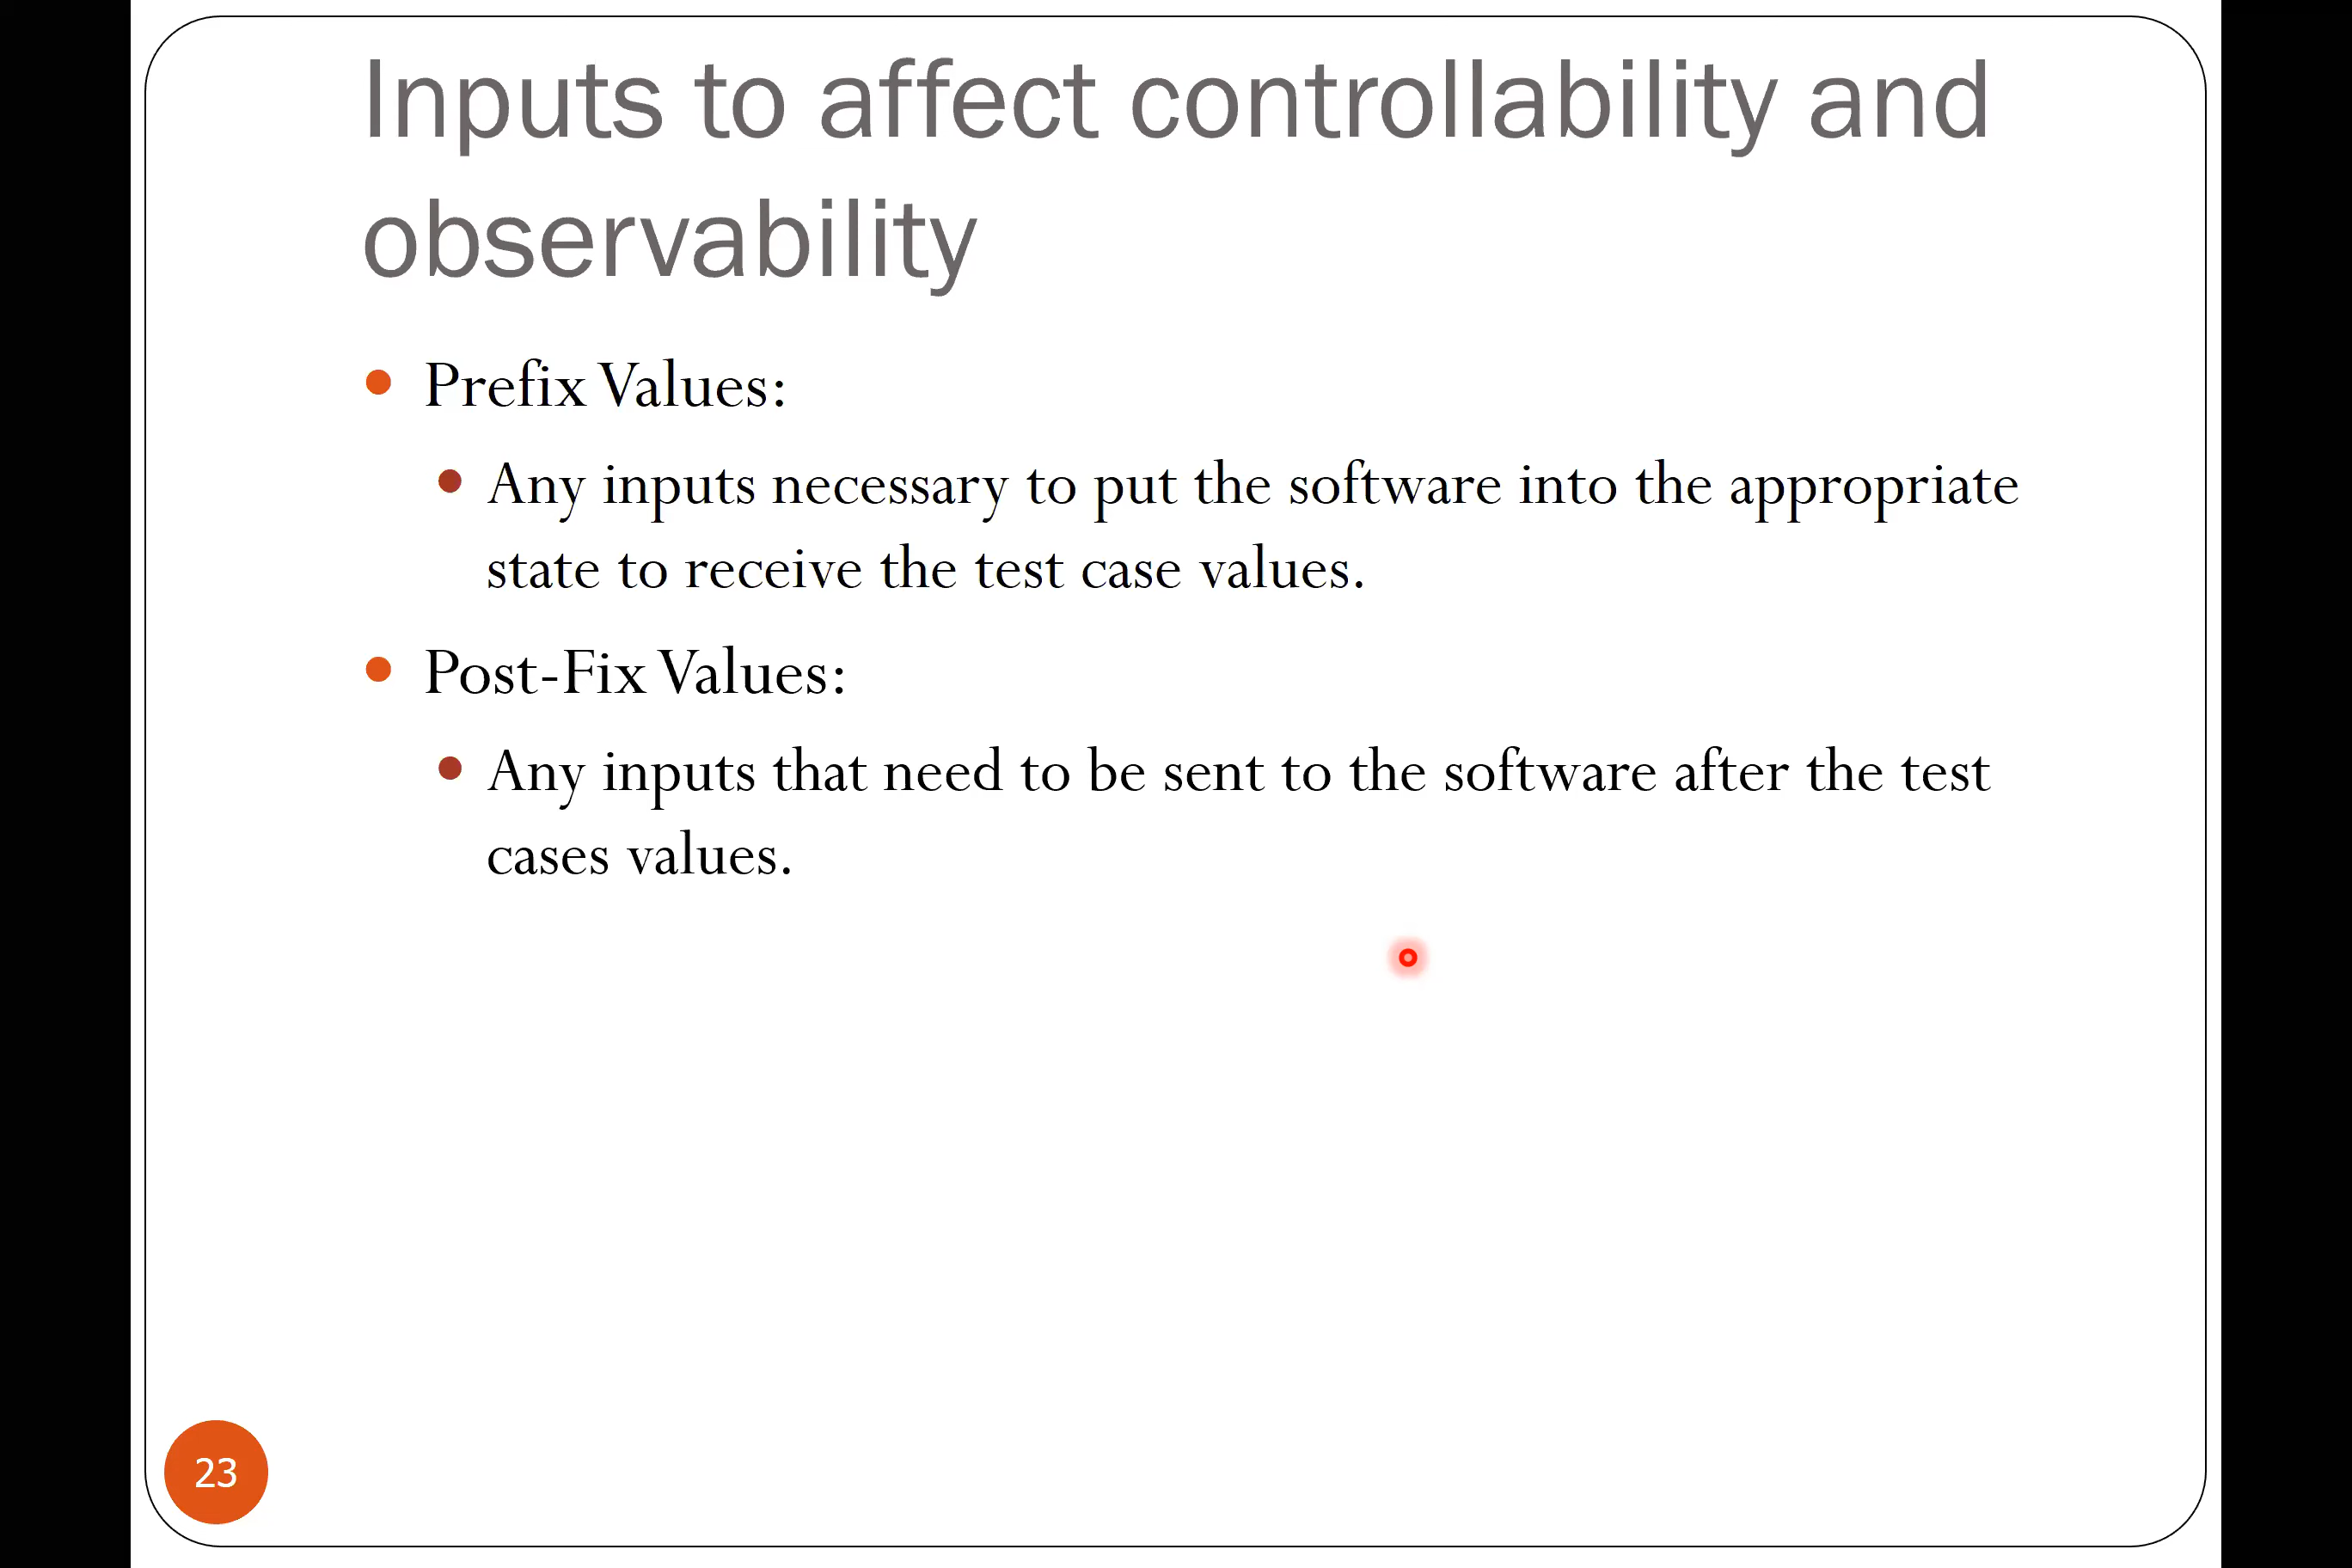 Inputs to affect controllability and
observability
Prefix Values:
Any inputs necessary to put the software into the appropriate
state to receive the test case values.
Post-Fix Values:
Any inputs that need to be sent to the software after the test
cases values.
23